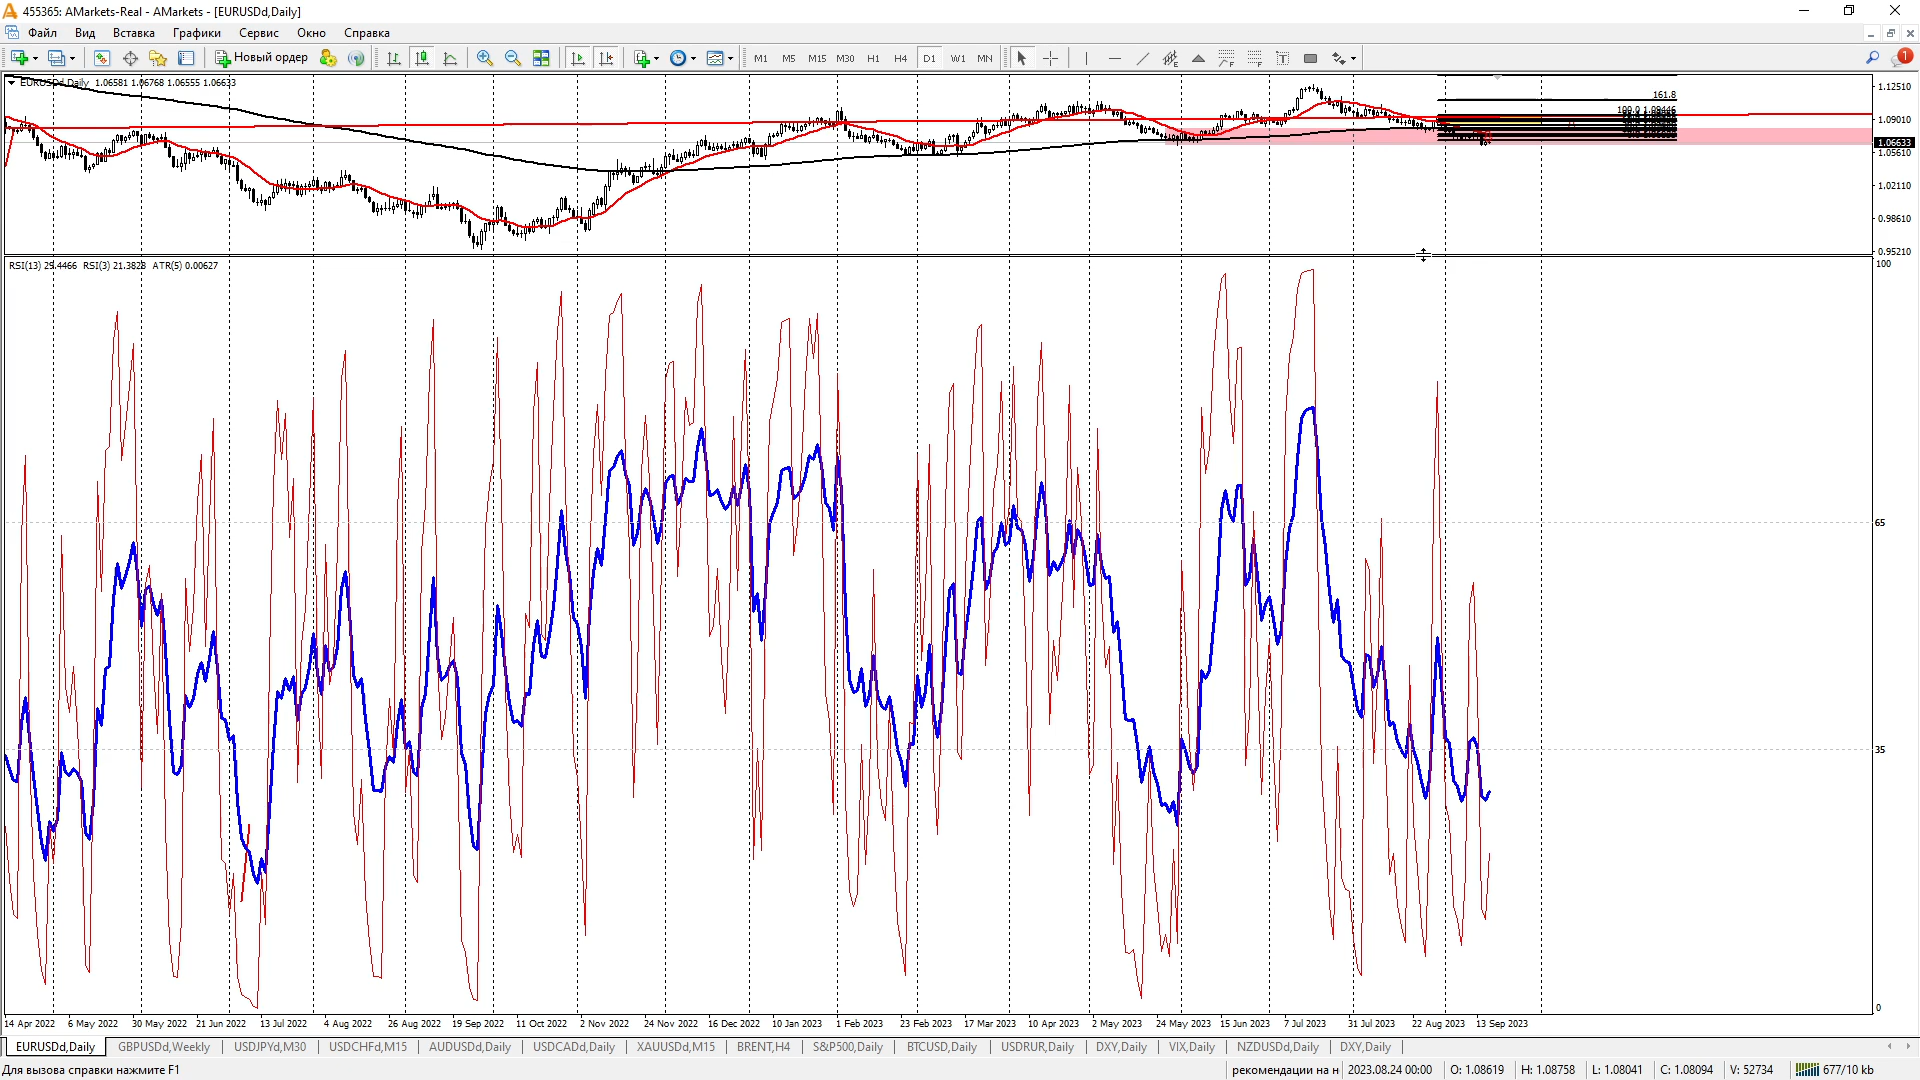 455365: AMarkets-Real - AMarkets - [EURUSDd,Daily]
Файл Вид Вставка Графики Сервис Окно Справка
Новый ордер M1 M5 M15 M30 H1 H4 D1 W1 MN 1
EURUSDd,Daily 1.06581 1.06768 1.06555 1.06633
161.8
100.0 1.09446
1.12510
1.09010
1.06633
1.05610
1.02110
0.98610
0.95210
RSI(13) 29.4466 RSI(3) 21.3828 ATR(5) 0.00627
100
65
35
0
14 Apr 2022 6 May 2022 30 May 2022 21 Jun 2022 13 Jul 2022 4 Aug 2022 26 Aug 2022 19 Sep 2022 11 Oct 2022 2 Nov 2022 24 Nov 2022 16 Dec 2022 10 Jan 2023 1 Feb 2023 23 Feb 2023 17 Mar 2023 10 Apr 2023 2 May 2023 24 May 2023 15 Jun 2023 7 Jul 2023 31 Jul 2023 22 Aug 2023 13 Sep 2023
EURUSDd,Daily GBPUSDd,Weekly USDJPYd,M30 USDCHFd,M15 AUDUSDd,Daily USDCADd,Daily XAUUSDd,M15 BRENT,H4 S&P500,Daily BTCUSD,Daily USDRUR,Daily DXY,Daily VIX,Daily NZDUSDd,Daily DXY,Daily
Для вызова справки нажмите F1 рекомендации на н 2023.08.24 00:00 O: 1.08619 H: 1.08758 L: 1.08041 C: 1.08094 V: 52734 677/10 kb